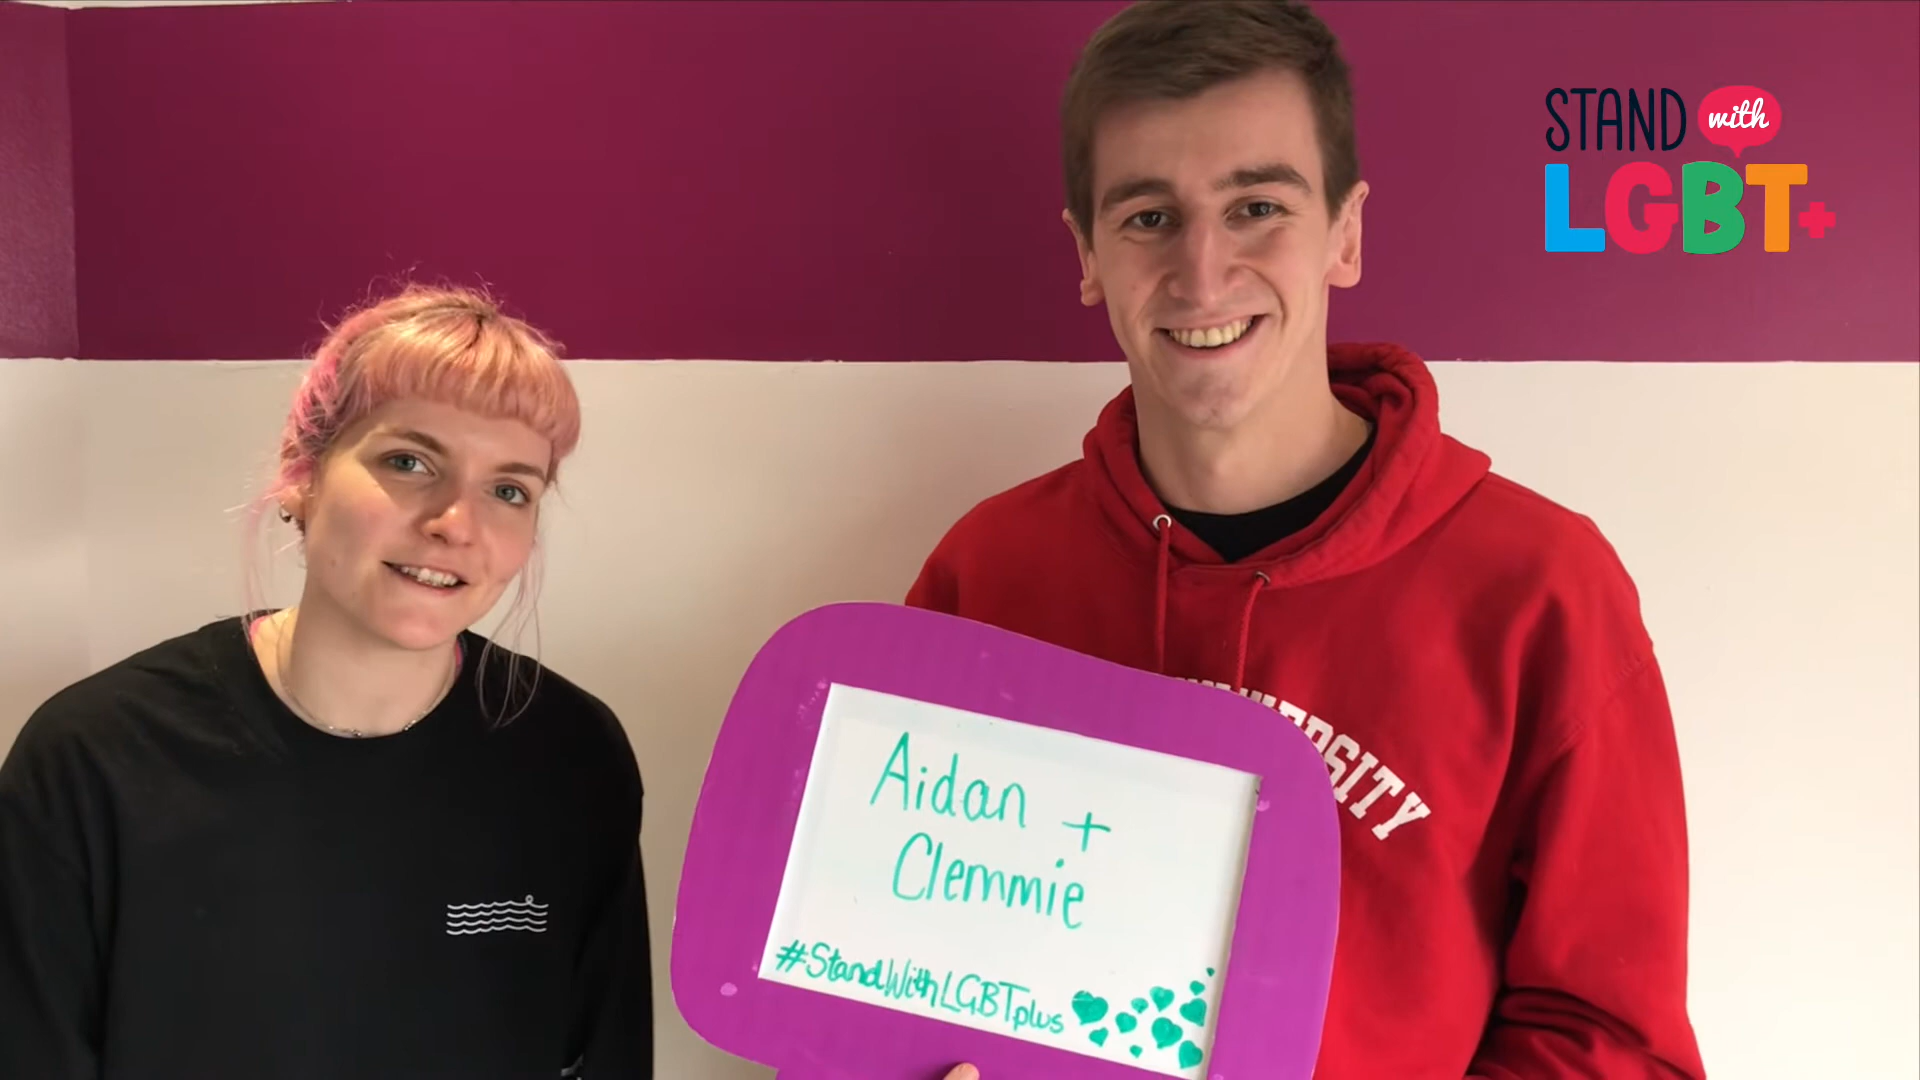 STAND with
LGBT+
Aidan +
Clemmie
#StandWithLGBTplus